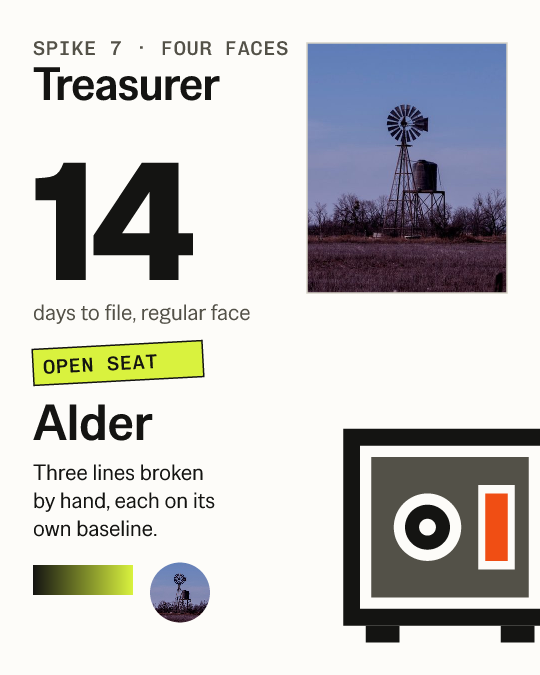 SPIKE 7 · FOUR FACES
Treasurer
14
days to file, regular face
OPEN SEAT
Alder
Three lines broken
by hand, each on its
own baseline.